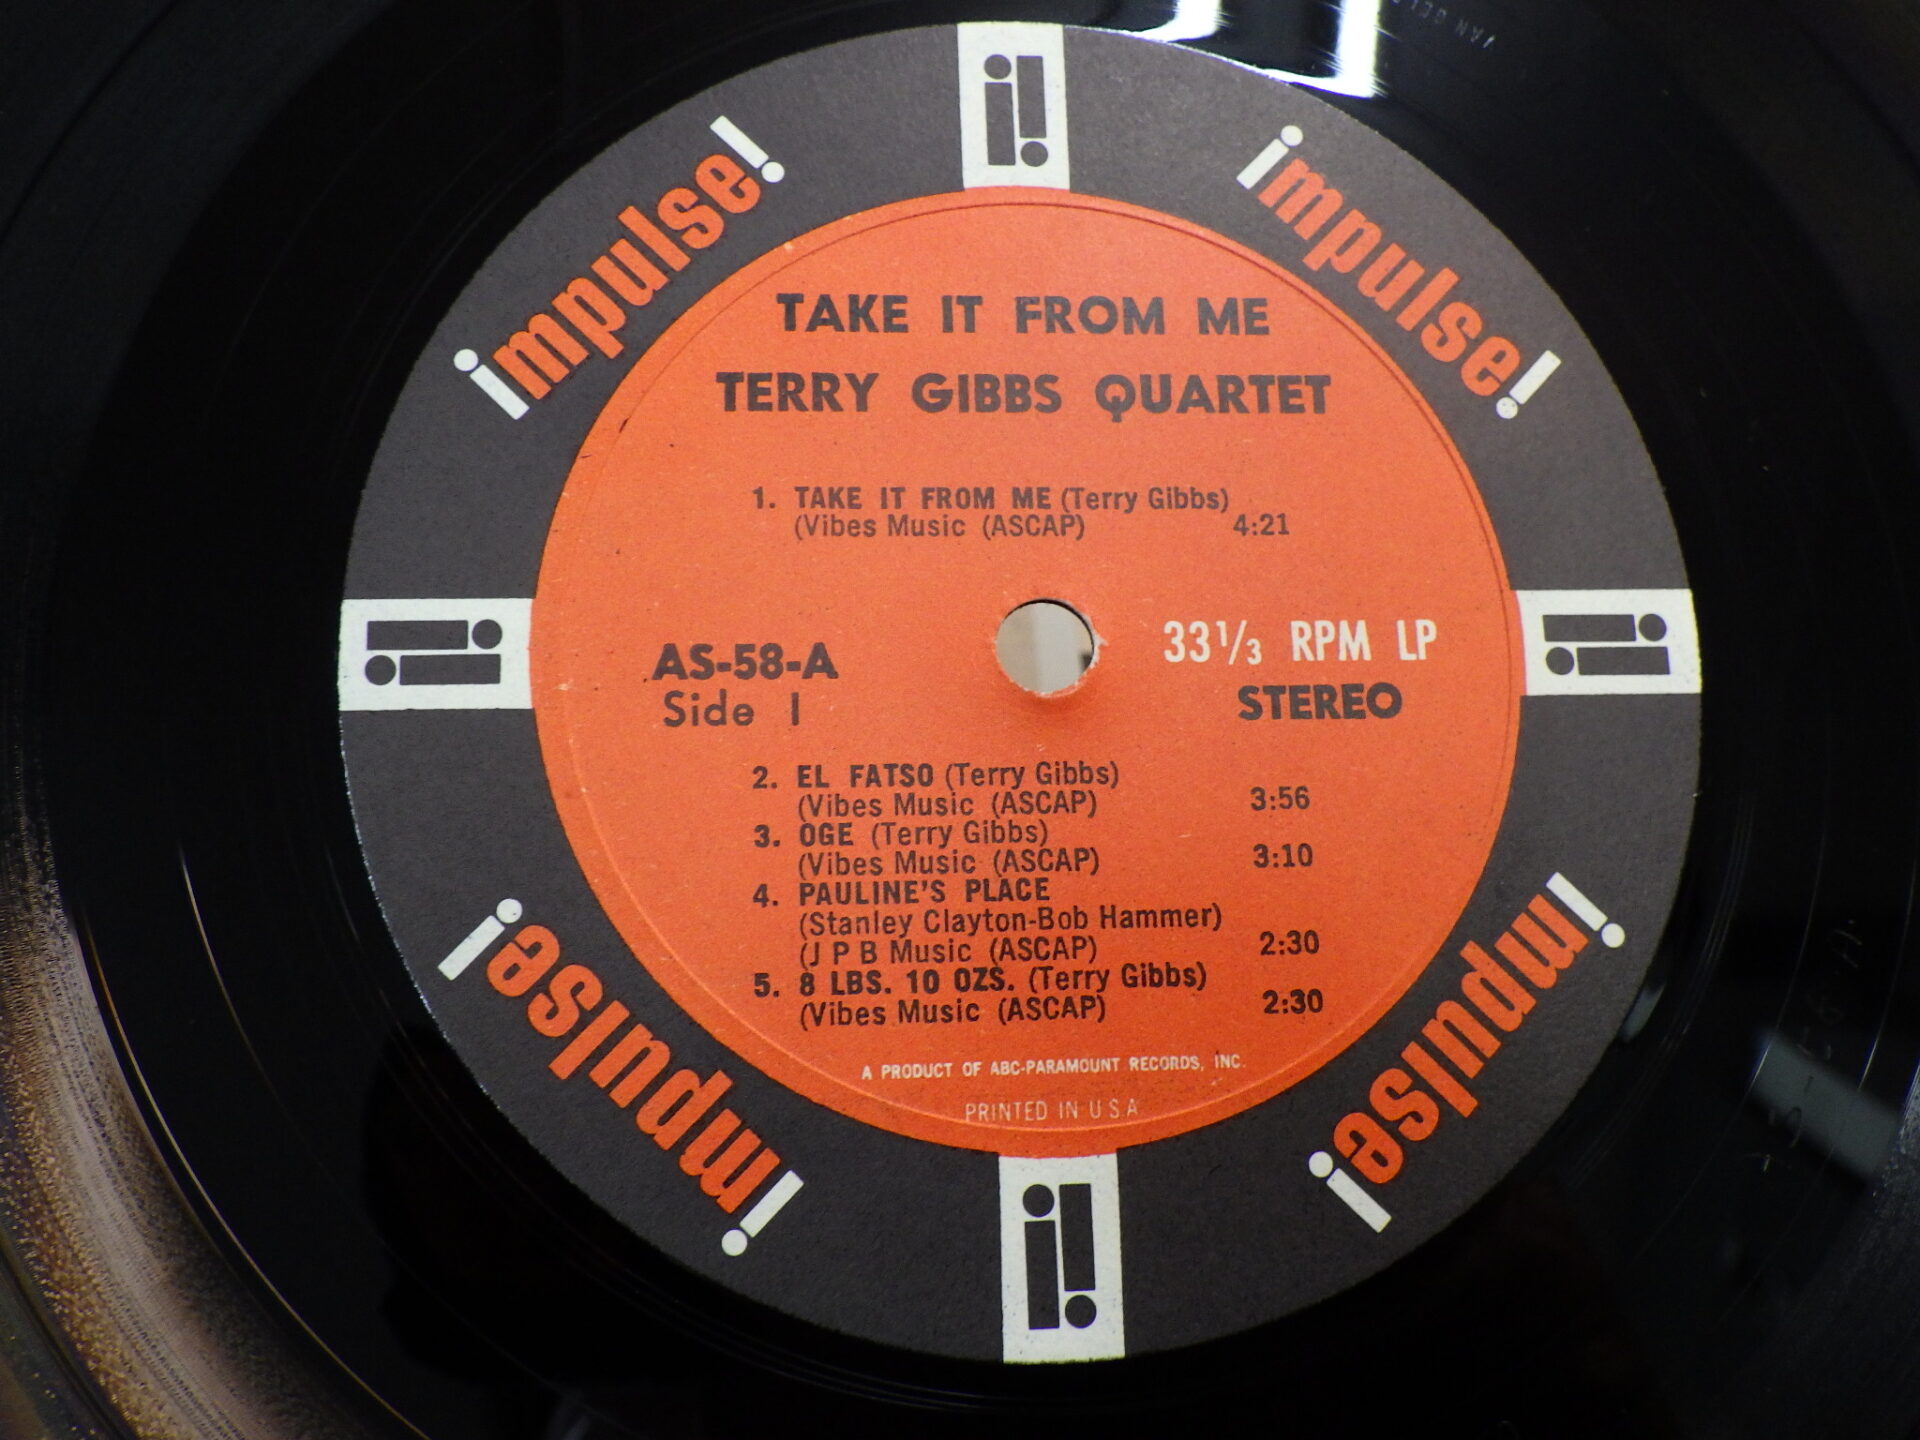 impulse!
impulse!
TAKE IT FROM ME
TERRY GIBBS QUARTET
1. TAKE IT FROM ME (Terry Gibbs)
(Vibes Music (ASCAP) 4:21
33 1/3 RPM LP
AS-58-A
STEREO
Side 1
2. EL FATSO (Terry Gibbs)
(Vibes Music (ASCAP) 3:56
3. OGE (Terry Gibbs)
(Vibes Music (ASCAP) 3:10
4. PAULINE'S PLACE
(Stanley Clayton-Bob Hammer)
(J P B Music (ASCAP) 2:30
5. 8 LBS. 10 OZS. (Terry Gibbs)
(Vibes Music (ASCAP) 2:30
A PRODUCT OF ABC-PARAMOUNT RECORDS, INC.
PRINTED IN U S A
impulse!
impulse!